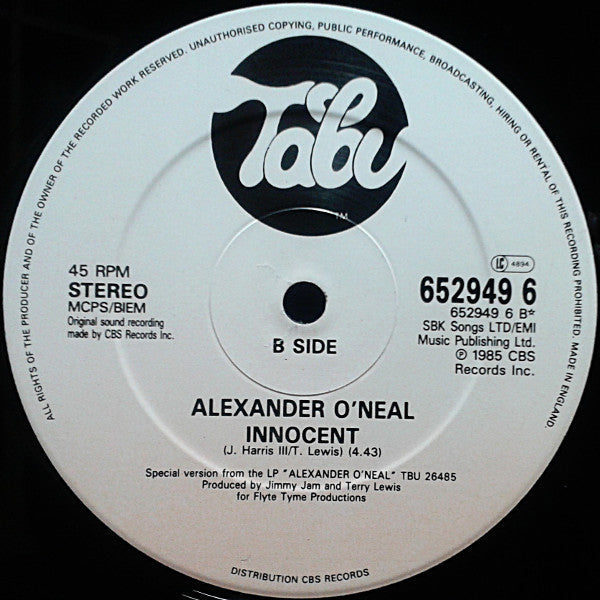 ALL RIGHTS OF THE PRODUCER AND OF THE OWNER OF THE RECORDED WORK RESERVED. UNAUTHORISED COPYING, PUBLIC PERFORMANCE, BROADCASTING, HIRING OR RENTAL OF THIS RECORDING PROHIBITED. MADE IN ENGLAND.
Tabu
TM
LC 4894
45 RPM
STEREO
MCPS/BIEM
Original sound recording
made by CBS Records Inc.
652949 6
652949 6 B*
SBK Songs LTD/EMI
Music Publishing Ltd.
℗ 1985 CBS
Records Inc.
B SIDE
ALEXANDER O'NEAL
INNOCENT
(J. Harris III/T. Lewis) (4.43)
Special version from the LP "ALEXANDER O'NEAL" TBU 26485
Produced by Jimmy Jam and Terry Lewis
for Flyte Tyme Productions
DISTRIBUTION CBS RECORDS